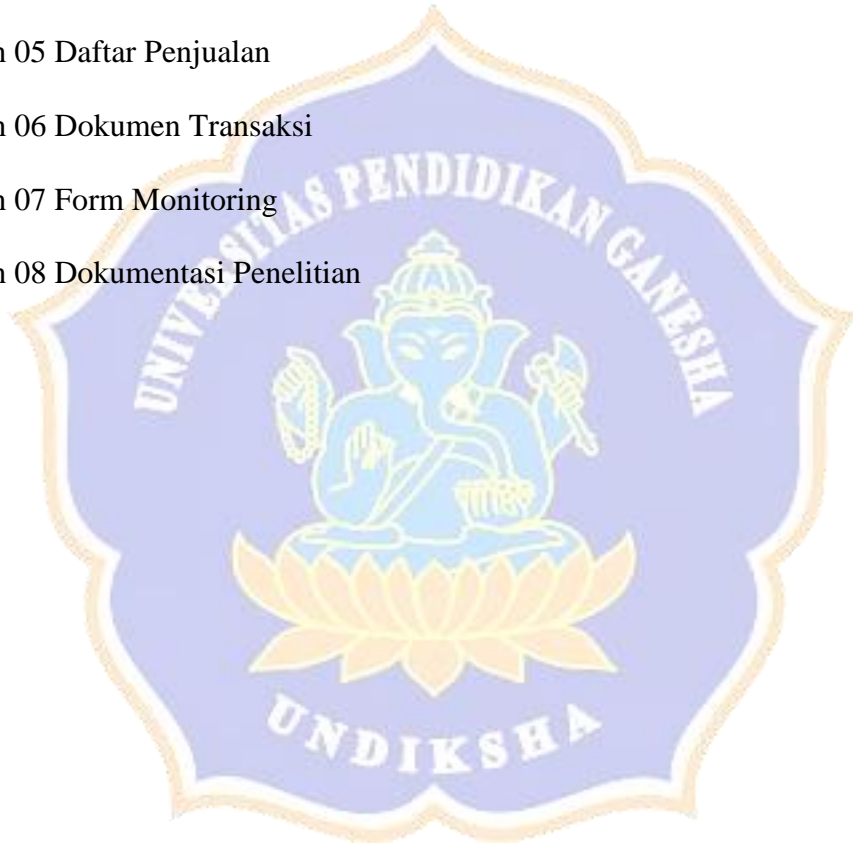 n 05 Daftar Penjualan
n 06 Dokumen Transaksi
n 07 Form Monitoring
n 08 Dokumentasi Penelitian
UNIVERSITAS PENDIDIKAN GANESHA
UNDIKSHA